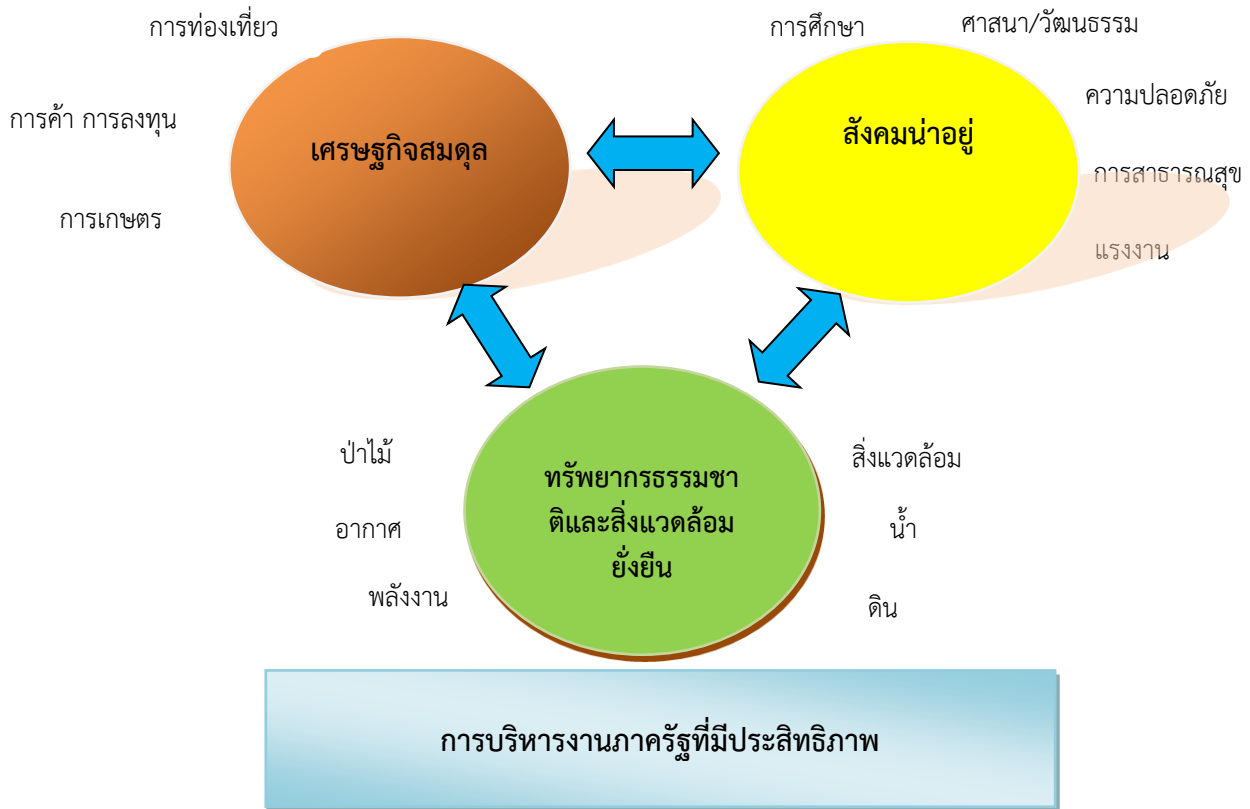 การท่องเที่ยว
การศึกษา
ศาสนา/วัฒนธรรม
ความปลอดภัย
การค้า การลงทุน
เศรษฐกิจสมดุล
สังคมน่าอยู่
การสาธารณสุข
การเกษตร
แรงงาน
ป่าไม้
อากาศ
พลังงาน
ทรัพยากรธรรมชา
ติและสิ่งแวดล้อม
ยั่งยืน
สิ่งแวดล้อม
น้ำ
ดิน
การบริหารงานภาครัฐที่มีประสิทธิภาพ